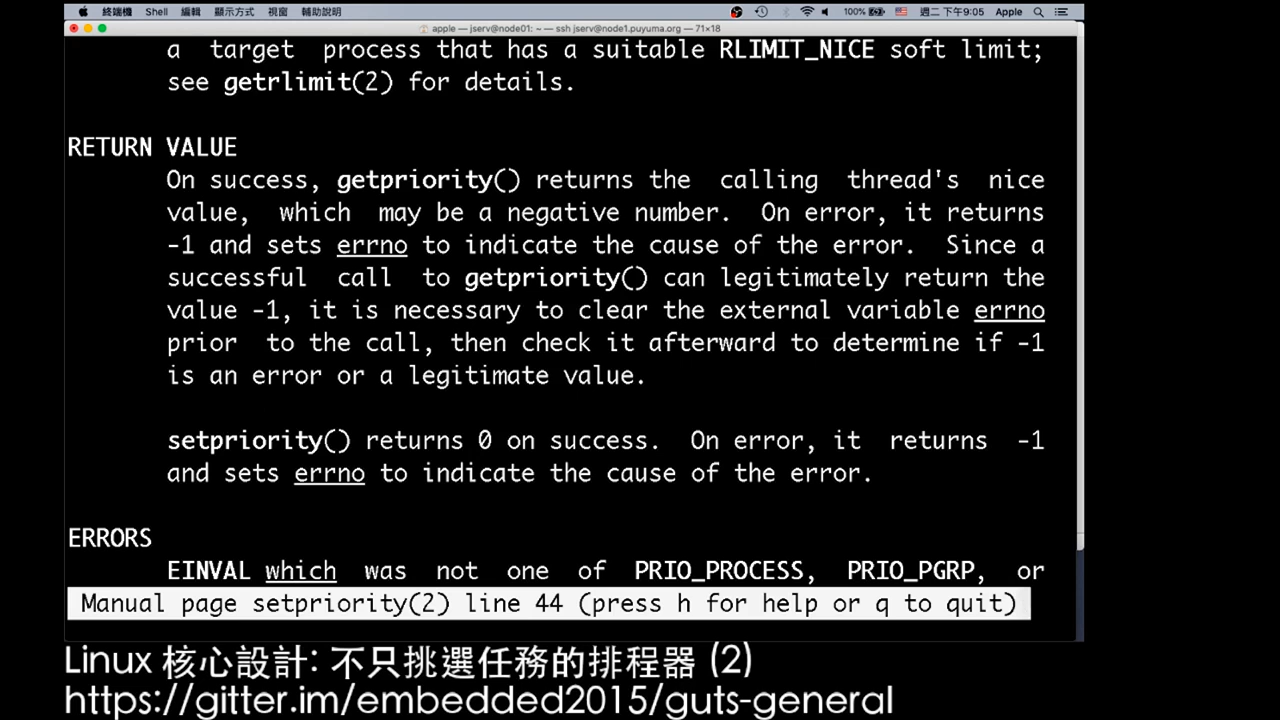 終端機 Shell 編輯 顯示方式 視窗 輔助說明 100% 週二 下午9:05 Apple
apple — jserv@node01: ~ — ssh jserv@node1.puyuma.org — 71×18
a target process that has a suitable RLIMIT_NICE soft limit;
see getrlimit(2) for details.
RETURN VALUE
On success, getpriority() returns the calling thread's nice
value, which may be a negative number. On error, it returns
-1 and sets errno to indicate the cause of the error. Since a
successful call to getpriority() can legitimately return the
value -1, it is necessary to clear the external variable errno
prior to the call, then check it afterward to determine if -1
is an error or a legitimate value.
setpriority() returns 0 on success. On error, it returns -1
and sets errno to indicate the cause of the error.
ERRORS
EINVAL which was not one of PRIO_PROCESS, PRIO_PGRP, or
Manual page setpriority(2) line 44 (press h for help or q to quit)
Linux 核心設計: 不只挑選任務的排程器 (2)
https://gitter.im/embedded2015/guts-general